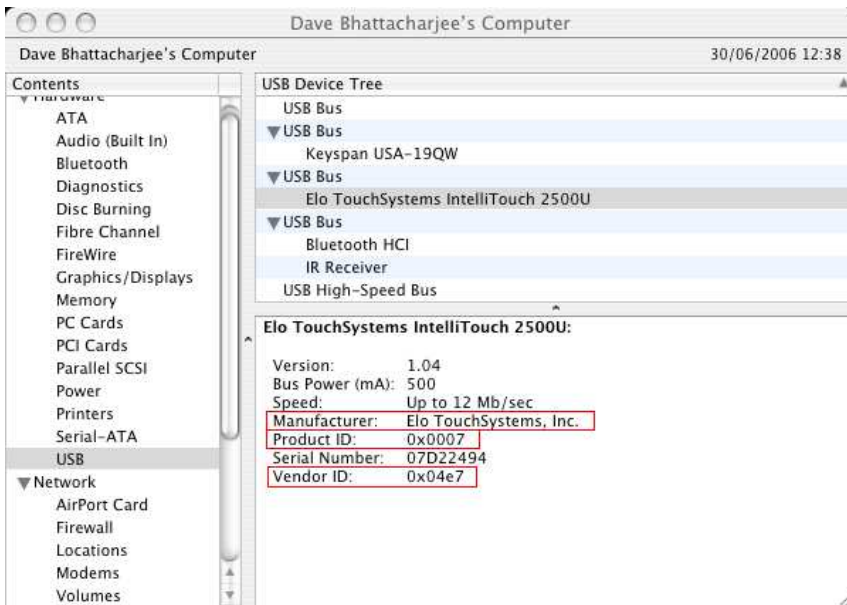 Dave Bhattacharjee's Computer
Dave Bhattacharjee's Computer 30/06/2006 12:38
Contents
Hardware
ATA
Audio (Built In)
Bluetooth
Diagnostics
Disc Burning
Fibre Channel
FireWire
Graphics/Displays
Memory
PC Cards
PCI Cards
Parallel SCSI
Power
Printers
Serial-ATA
USB
Network
AirPort Card
Firewall
Locations
Modems
Volumes
USB Device Tree
USB Bus
USB Bus
Keyspan USA-19QW
USB Bus
Elo TouchSystems IntelliTouch 2500U
USB Bus
Bluetooth HCI
IR Receiver
USB High-Speed Bus
Elo TouchSystems IntelliTouch 2500U:
Version: 1.04
Bus Power (mA): 500
Speed: Up to 12 Mb/sec
Manufacturer: Elo TouchSystems, Inc.
Product ID: 0x0007
Serial Number: 07D22494
Vendor ID: 0x04e7